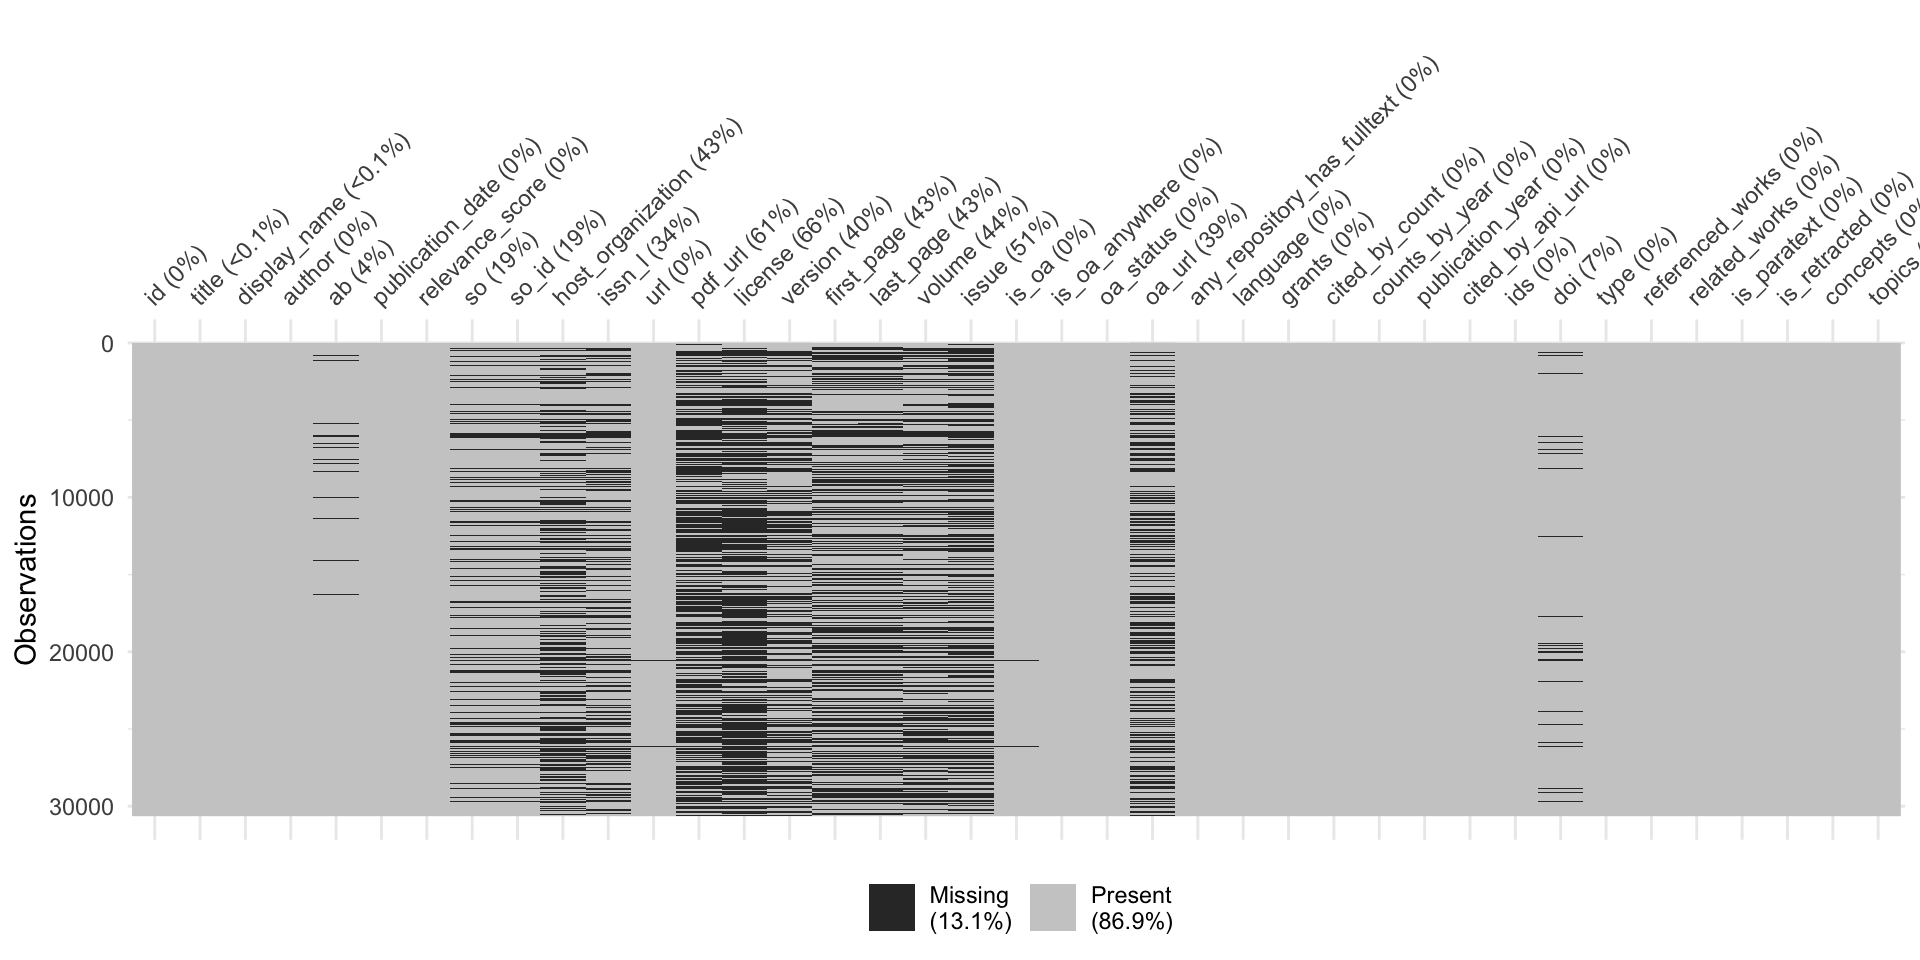 id (0%)
title (<0.1%)
display_name (<0.1%)
author (0%)
ab (4%)
publication_date (0%)
relevance_score (0%)
so (19%)
so_id (19%)
host_organization (43%)
issn_l (34%)
url (0%)
pdf_url (61%)
license (66%)
version (40%)
first_page (43%)
last_page (43%)
volume (44%)
issue (51%)
is_oa (0%)
is_oa_anywhere (0%)
oa_status (0%)
oa_url (39%)
any_repository_has_fulltext (0%)
language (0%)
grants (0%)
cited_by_count (0%)
counts_by_year (0%)
publication_year (0%)
cited_by_api_url (0%)
ids (0%)
doi (7%)
type (0%)
referenced_works (0%)
related_works (0%)
is_paratext (0%)
is_retracted (0%)
concepts (0%
topics
Observations
0
10000
20000
30000
Missing
(13.1%)
Present
(86.9%)